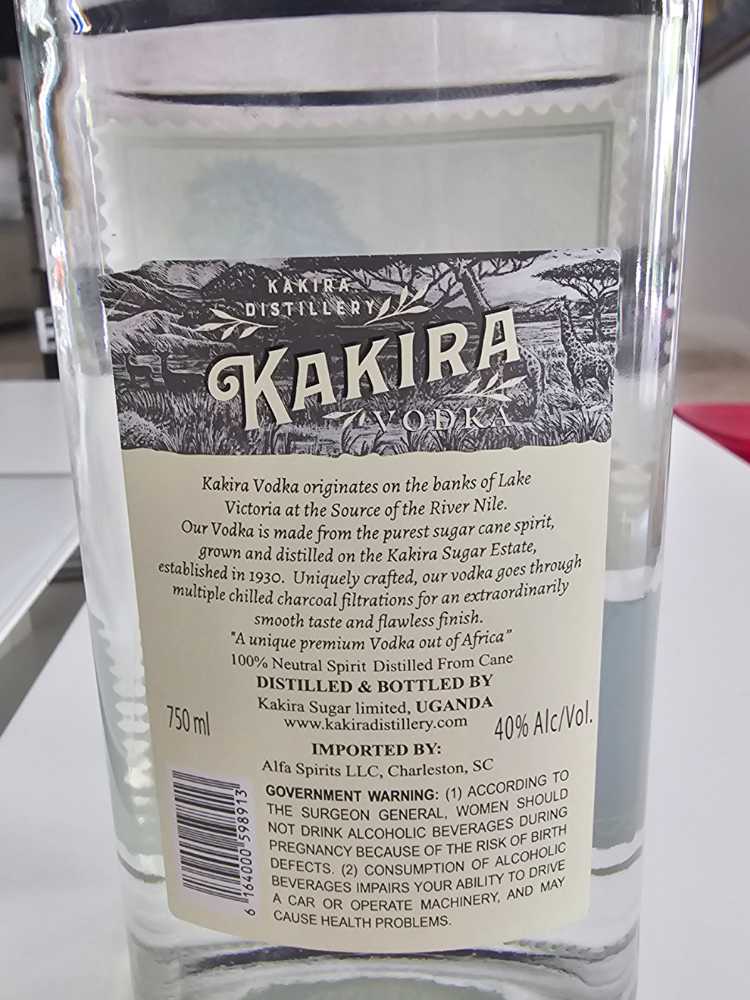 KAKIRA
DISTILLERY
KAKIRA
VODKA
Kakira Vodka originates on the banks of Lake
Victoria at the Source of the River Nile.
Our Vodka is made from the purest sugar cane spirit,
grown and distilled on the Kakira Sugar Estate,
established in 1930. Uniquely crafted, our vodka goes through
multiple chilled charcoal filtrations for an extraordinarily
smooth taste and flawless finish.
"A unique premium Vodka out of Africa"
100% Neutral Spirit Distilled From Cane
DISTILLED & BOTTLED BY
Kakira Sugar limited, UGANDA
www.kakiradistillery.com
750 ml
40% Alc/Vol.
IMPORTED BY:
Alfa Spirits LLC, Charleston, SC
GOVERNMENT WARNING: (1) ACCORDING TO
THE SURGEON GENERAL, WOMEN SHOULD
NOT DRINK ALCOHOLIC BEVERAGES DURING
PREGNANCY BECAUSE OF THE RISK OF BIRTH
DEFECTS. (2) CONSUMPTION OF ALCOHOLIC
BEVERAGES IMPAIRS YOUR ABILITY TO DRIVE
A CAR OR OPERATE MACHINERY, AND MAY
CAUSE HEALTH PROBLEMS.
6 164000 598913